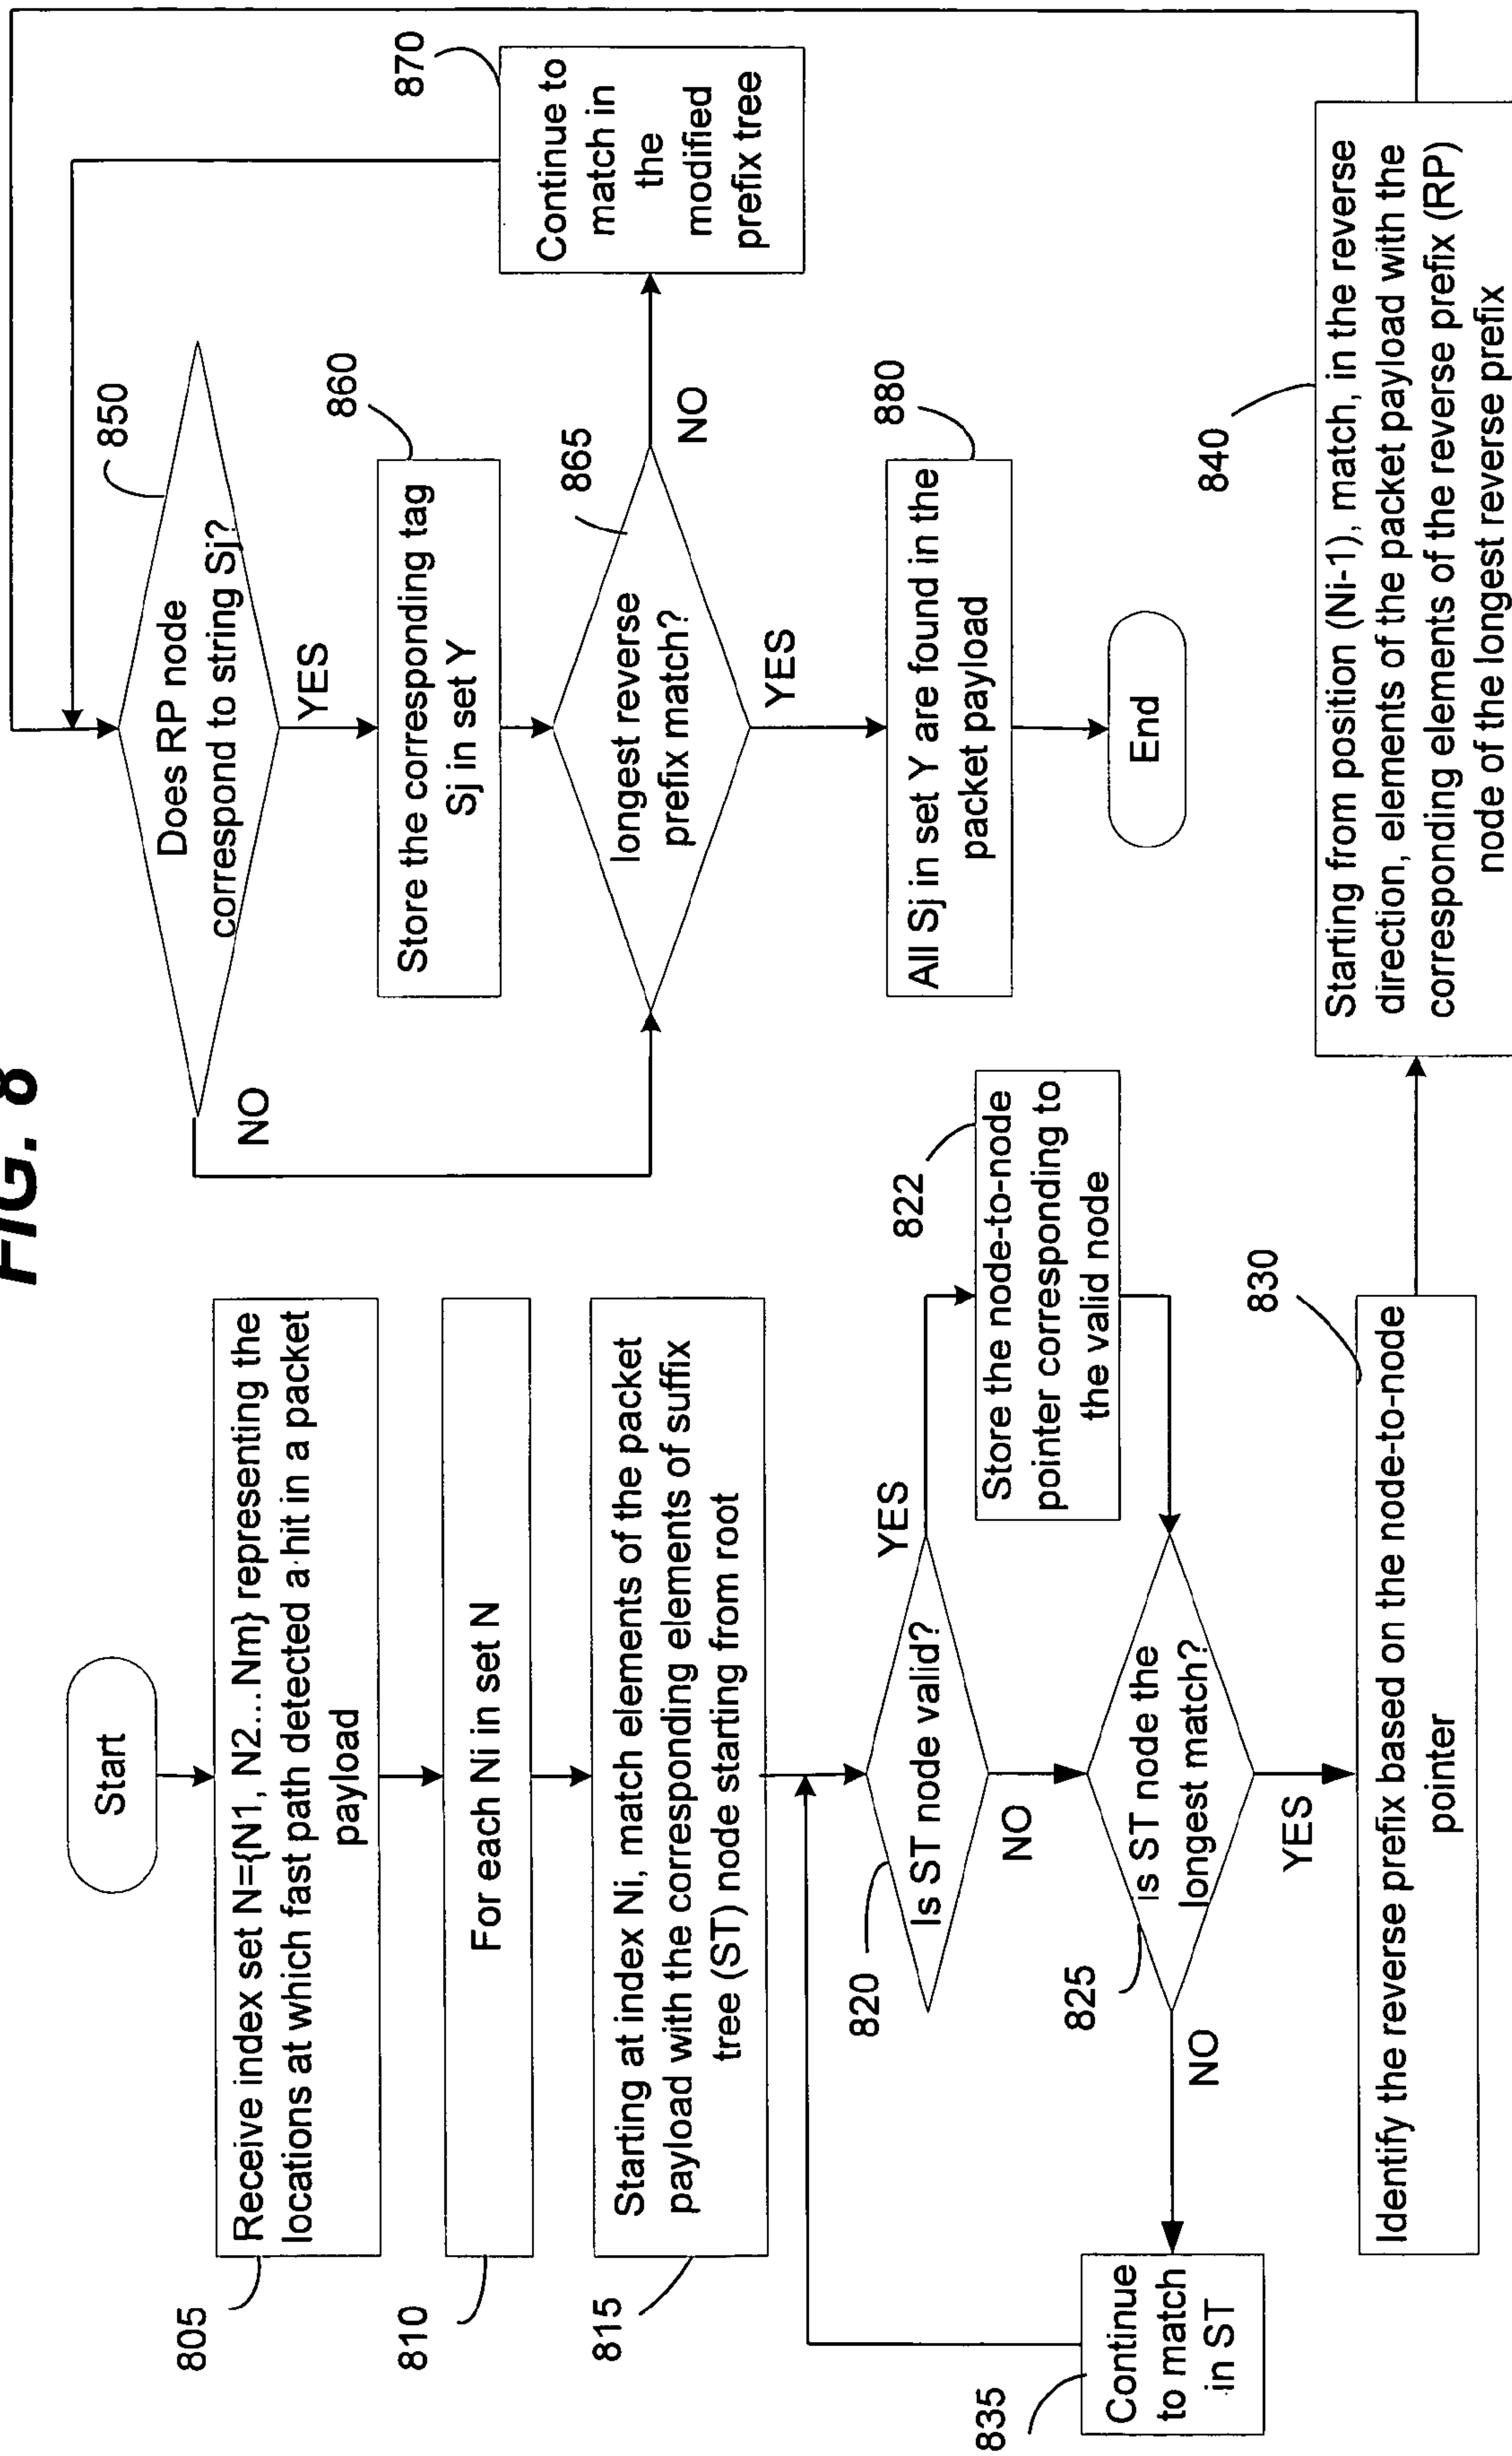 FIG. 8
Start
805
Receive index set N={N1, N2...Nm} representing the
locations at which fast path detected a hit in a packet
payload
810
For each Ni in set N
815
Starting at index Ni, match elements of the packet
payload with the corresponding elements of suffix
tree (ST) node starting from root
820
Is ST node valid?
YES
NO
822
Store the node-to-node
pointer corresponding to
the valid node
825
is ST node the
longest match?
NO
YES
835
Continue
to match
in ST
830
Identify the reverse prefix based on the node-to-node
pointer
840
Starting from position (Ni-1), match, in the reverse
direction, elements of the packet payload with the
corresponding elements of the reverse prefix (RP)
node of the longest reverse prefix
850
Does RP node
correspond to string Sj?
NO
YES
860
Store the corresponding tag
Sj in set Y
865
longest reverse
prefix match?
NO
YES
870
Continue to
match in
the
modified
prefix tree
880
All Sj in set Y are found in the
packet payload
End